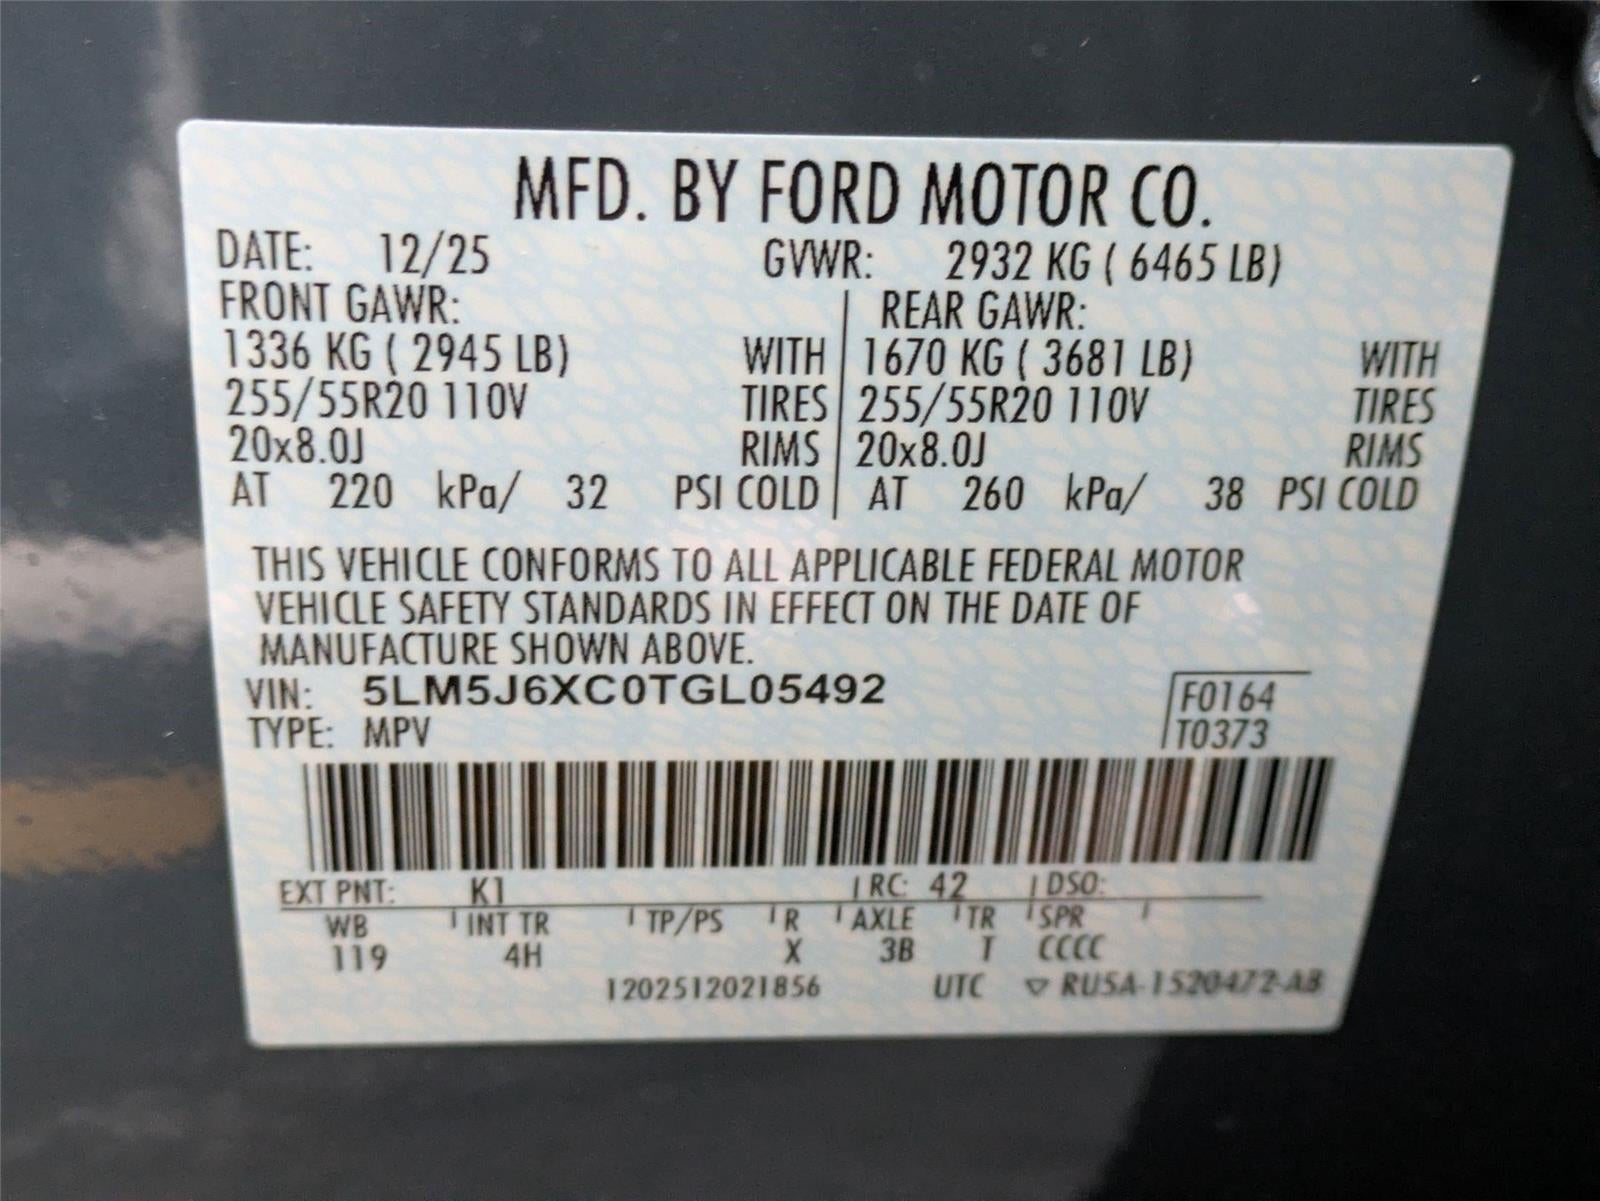 MFD. BY FORD MOTOR CO.
DATE: 12/25 GVWR: 2932 KG ( 6465 LB)
FRONT GAWR: REAR GAWR:
1336 KG ( 2945 LB) WITH 1670 KG ( 3681 LB) WITH
255/55R20 110V TIRES 255/55R20 110V TIRES
20x8.0J RIMS 20x8.0J RIMS
AT 220 kPa/ 32 PSI COLD AT 260 kPa/ 38 PSI COLD
THIS VEHICLE CONFORMS TO ALL APPLICABLE FEDERAL MOTOR
VEHICLE SAFETY STANDARDS IN EFFECT ON THE DATE OF
MANUFACTURE SHOWN ABOVE.
VIN: 5LM5J6XC0TGL05492 F0164
TYPE: MPV T0373
EXT PNT: K1 RC: 42 DSO:
WB INT TR TP/PS R AXLE TR SPR
119 4H X 3B T CCCC
1202512021856 UTC ▽ RU5A-1520472-AB